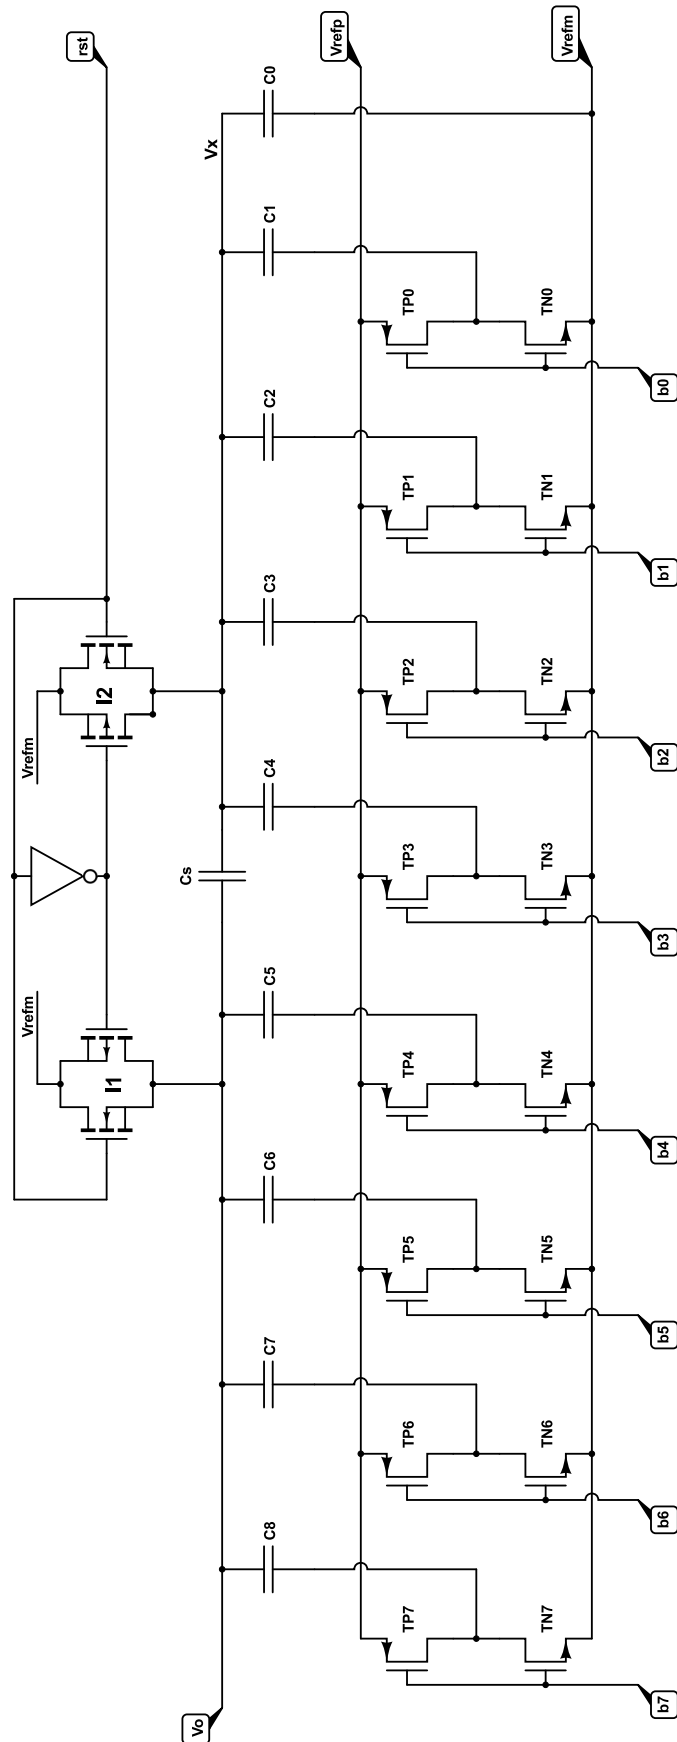 rst
Vrefp
Vrefm
Vx
C0
C1
TP0
TN0
b0
C2
TP1
TN1
b1
C3
TP2
TN2
b2
I2
Vrefm
C4
TP3
TN3
b3
Cs
Vrefm
I1
C5
TP4
TN4
b4
C6
TP5
TN5
b5
C7
TP6
TN6
b6
C8
TP7
TN7
b7
Vo